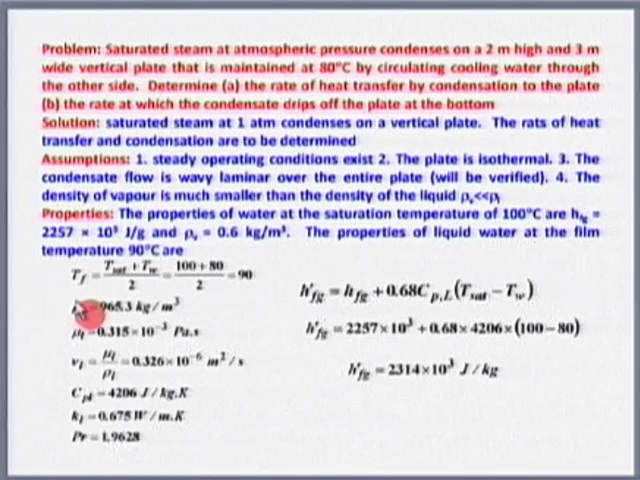 Problem: Saturated steam at atmospheric pressure condenses on a 2 m high and 3 m
wide vertical plate that is maintained at 80°C by circulating cooling water through
the other side. Determine (a) the rate of heat transfer by condensation to the plate
(b) the rate at which the condensate drips off the plate at the bottom
Solution: saturated steam at 1 atm condenses on a vertical plate. The rats of heat
transfer and condensation are to be determined
Assumptions: 1. steady operating conditions exist 2. The plate is isothermal. 3. The
condensate flow is wavy laminar over the entire plate (will be verified). 4. The
density of vapour is much smaller than the density of the liquid ρv<<ρl
Properties: The properties of water at the saturation temperature of 100°C are hfg =
2257 × 10³ J/g and ρv = 0.6 kg/m³. The properties of liquid water at the film
temperature 90°C are
Tf = (Tsat + Tw)/2 = (100 + 80)/2 = 90
= 965.3 kg / m³
μl = 0.315×10⁻³ Pa.s
νl = μl/ρl = 0.326×10⁻⁶ m² / s
Cpl = 4206 J / kg.K
kl = 0.675 W / m.K
Pr = 1.9628
h'fg = hfg + 0.68Cp,L(Tsat − Tw)
h'fg = 2257×10³ + 0.68×4206×(100−80)
h'fg = 2314×10³ J / kg